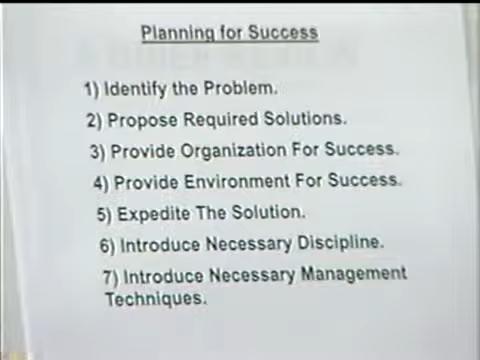 Planning for Success
1) Identify the Problem.
2) Propose Required Solutions.
3) Provide Organization For Success.
4) Provide Environment For Success.
5) Expedite The Solution.
6) Introduce Necessary Discipline.
7) Introduce Necessary Management
Techniques.